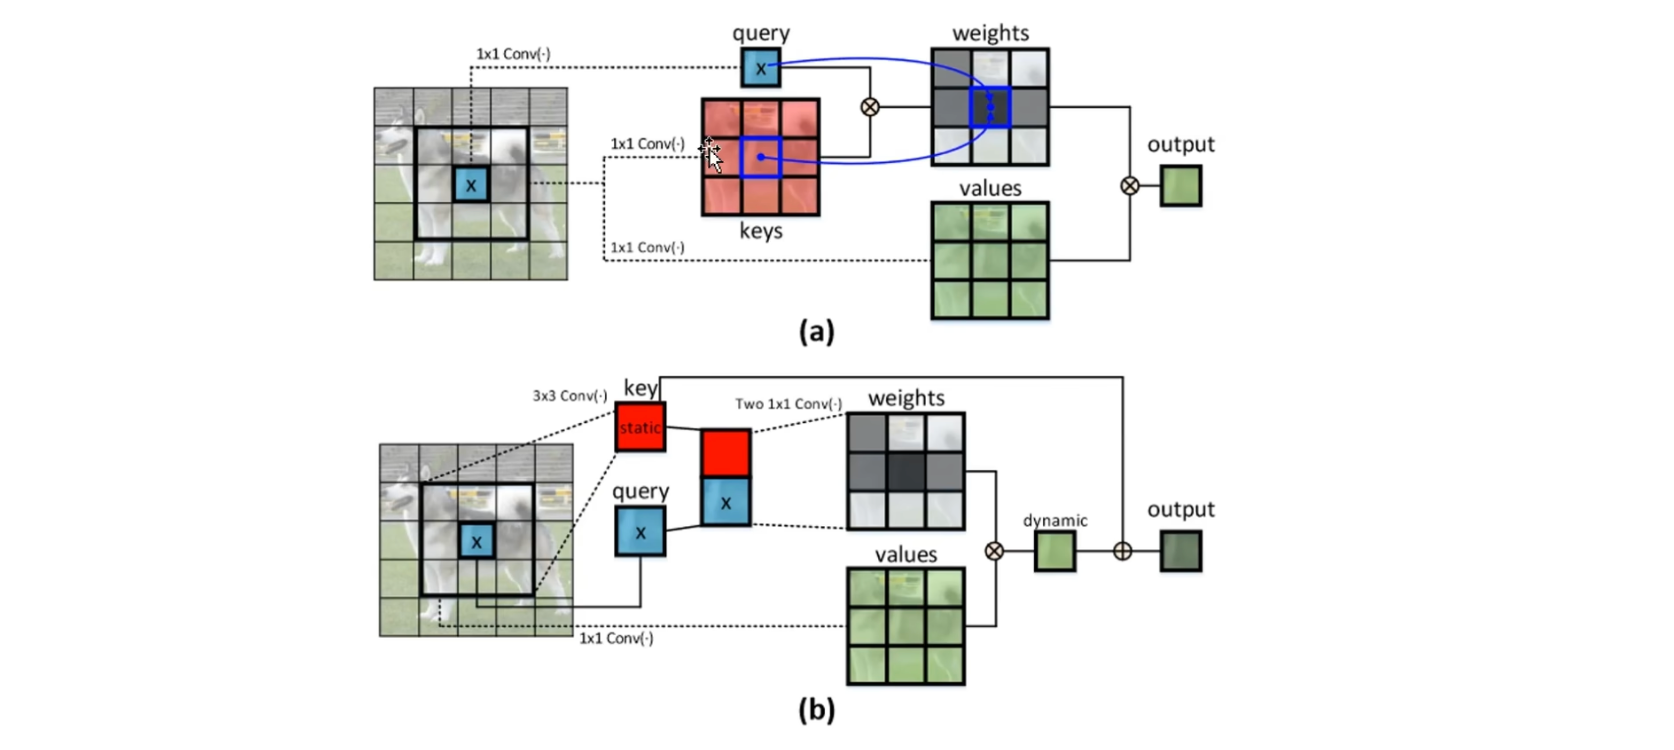 query
weights
1x1 Conv(·)
x
1x1 Conv(·)
output
x
values
keys
1x1 Conv(·)
(a)
key
3x3 Conv(·)
weights
Two 1x1 Conv(·)
static
query
x
output
dynamic
x
x
values
1x1 Conv(·)
(b)